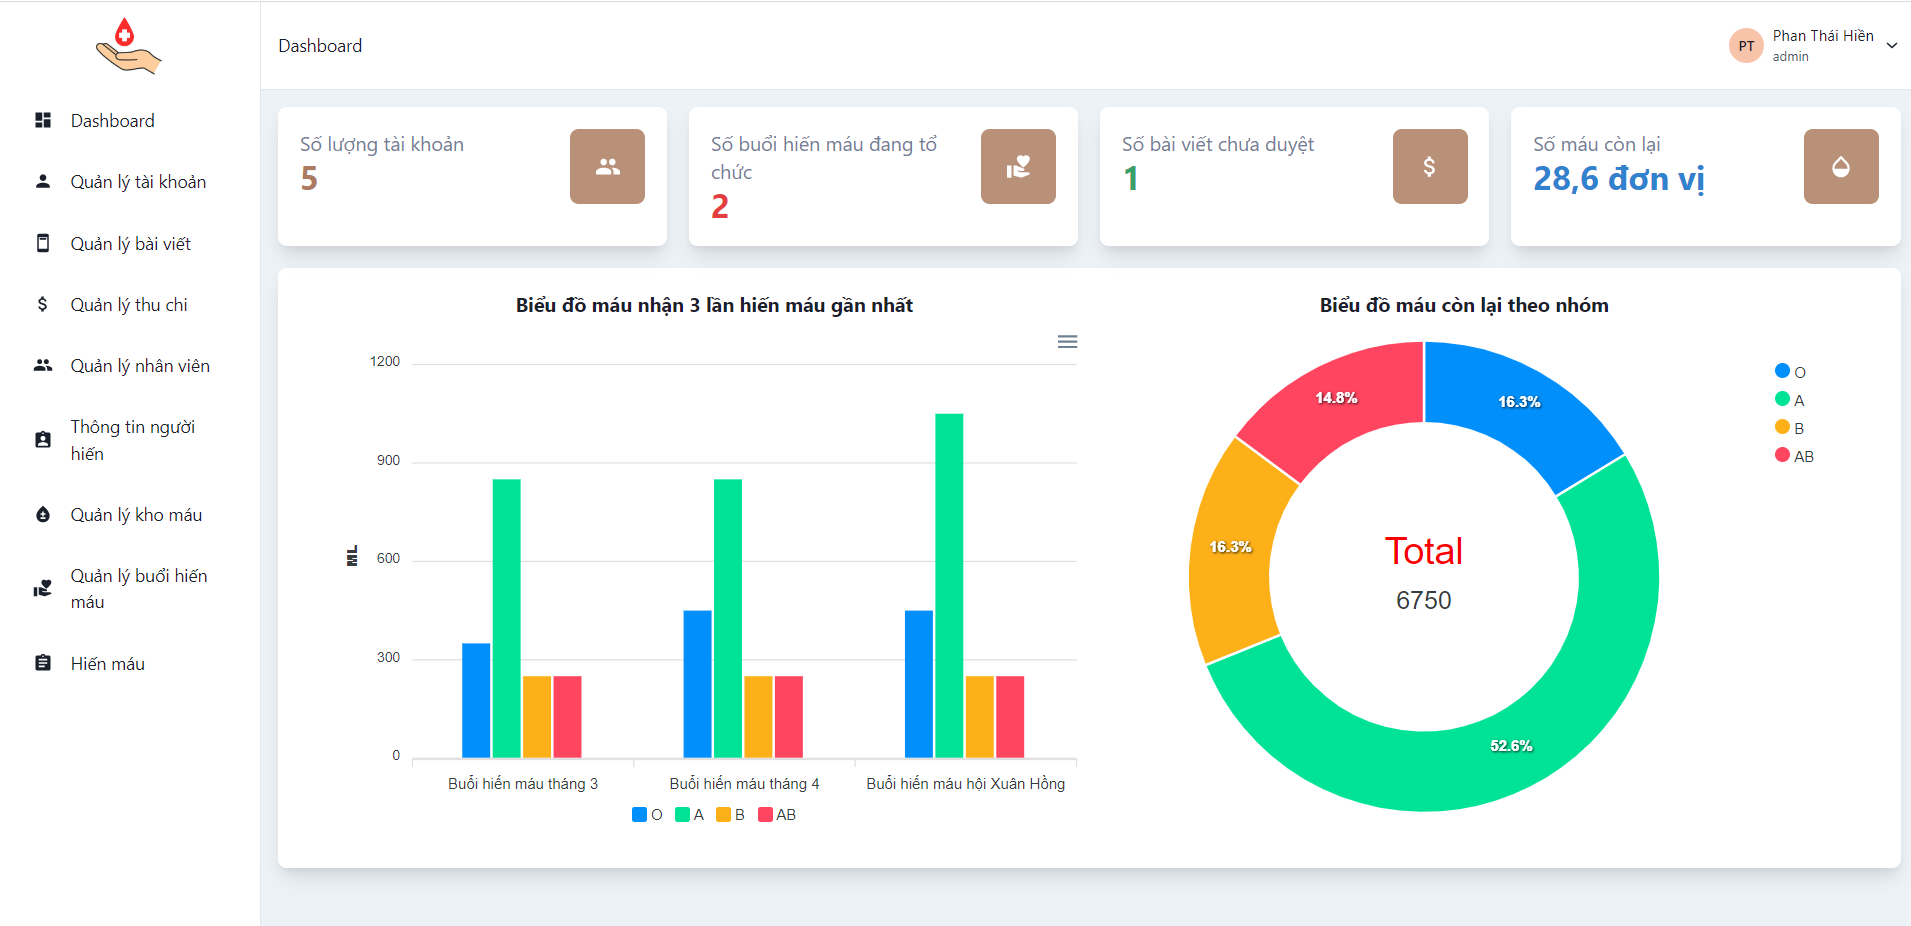 Dashboard
Phan Thái Hiền
admin
PT
Dashboard
Quản lý tài khoản
Quản lý bài viết
Quản lý thu chi
Quản lý nhân viên
Thông tin người
hiến
Quản lý kho máu
Quản lý buổi hiến
máu
Hiến máu
Số lượng tài khoản
5
Số buổi hiến máu đang tổ
chức
2
Số bài viết chưa duyệt
1
Số máu còn lại
28,6 đơn vị
Biểu đồ máu nhận 3 lần hiến máu gần nhất
1200
900
600
300
0
ML
Buổi hiến máu tháng 3
Buổi hiến máu tháng 4
Buổi hiến máu hội Xuân Hồng
O A B AB
Biểu đồ máu còn lại theo nhóm
14.8%
16.3%
16.3%
52.6%
Total
6750
O
A
B
AB